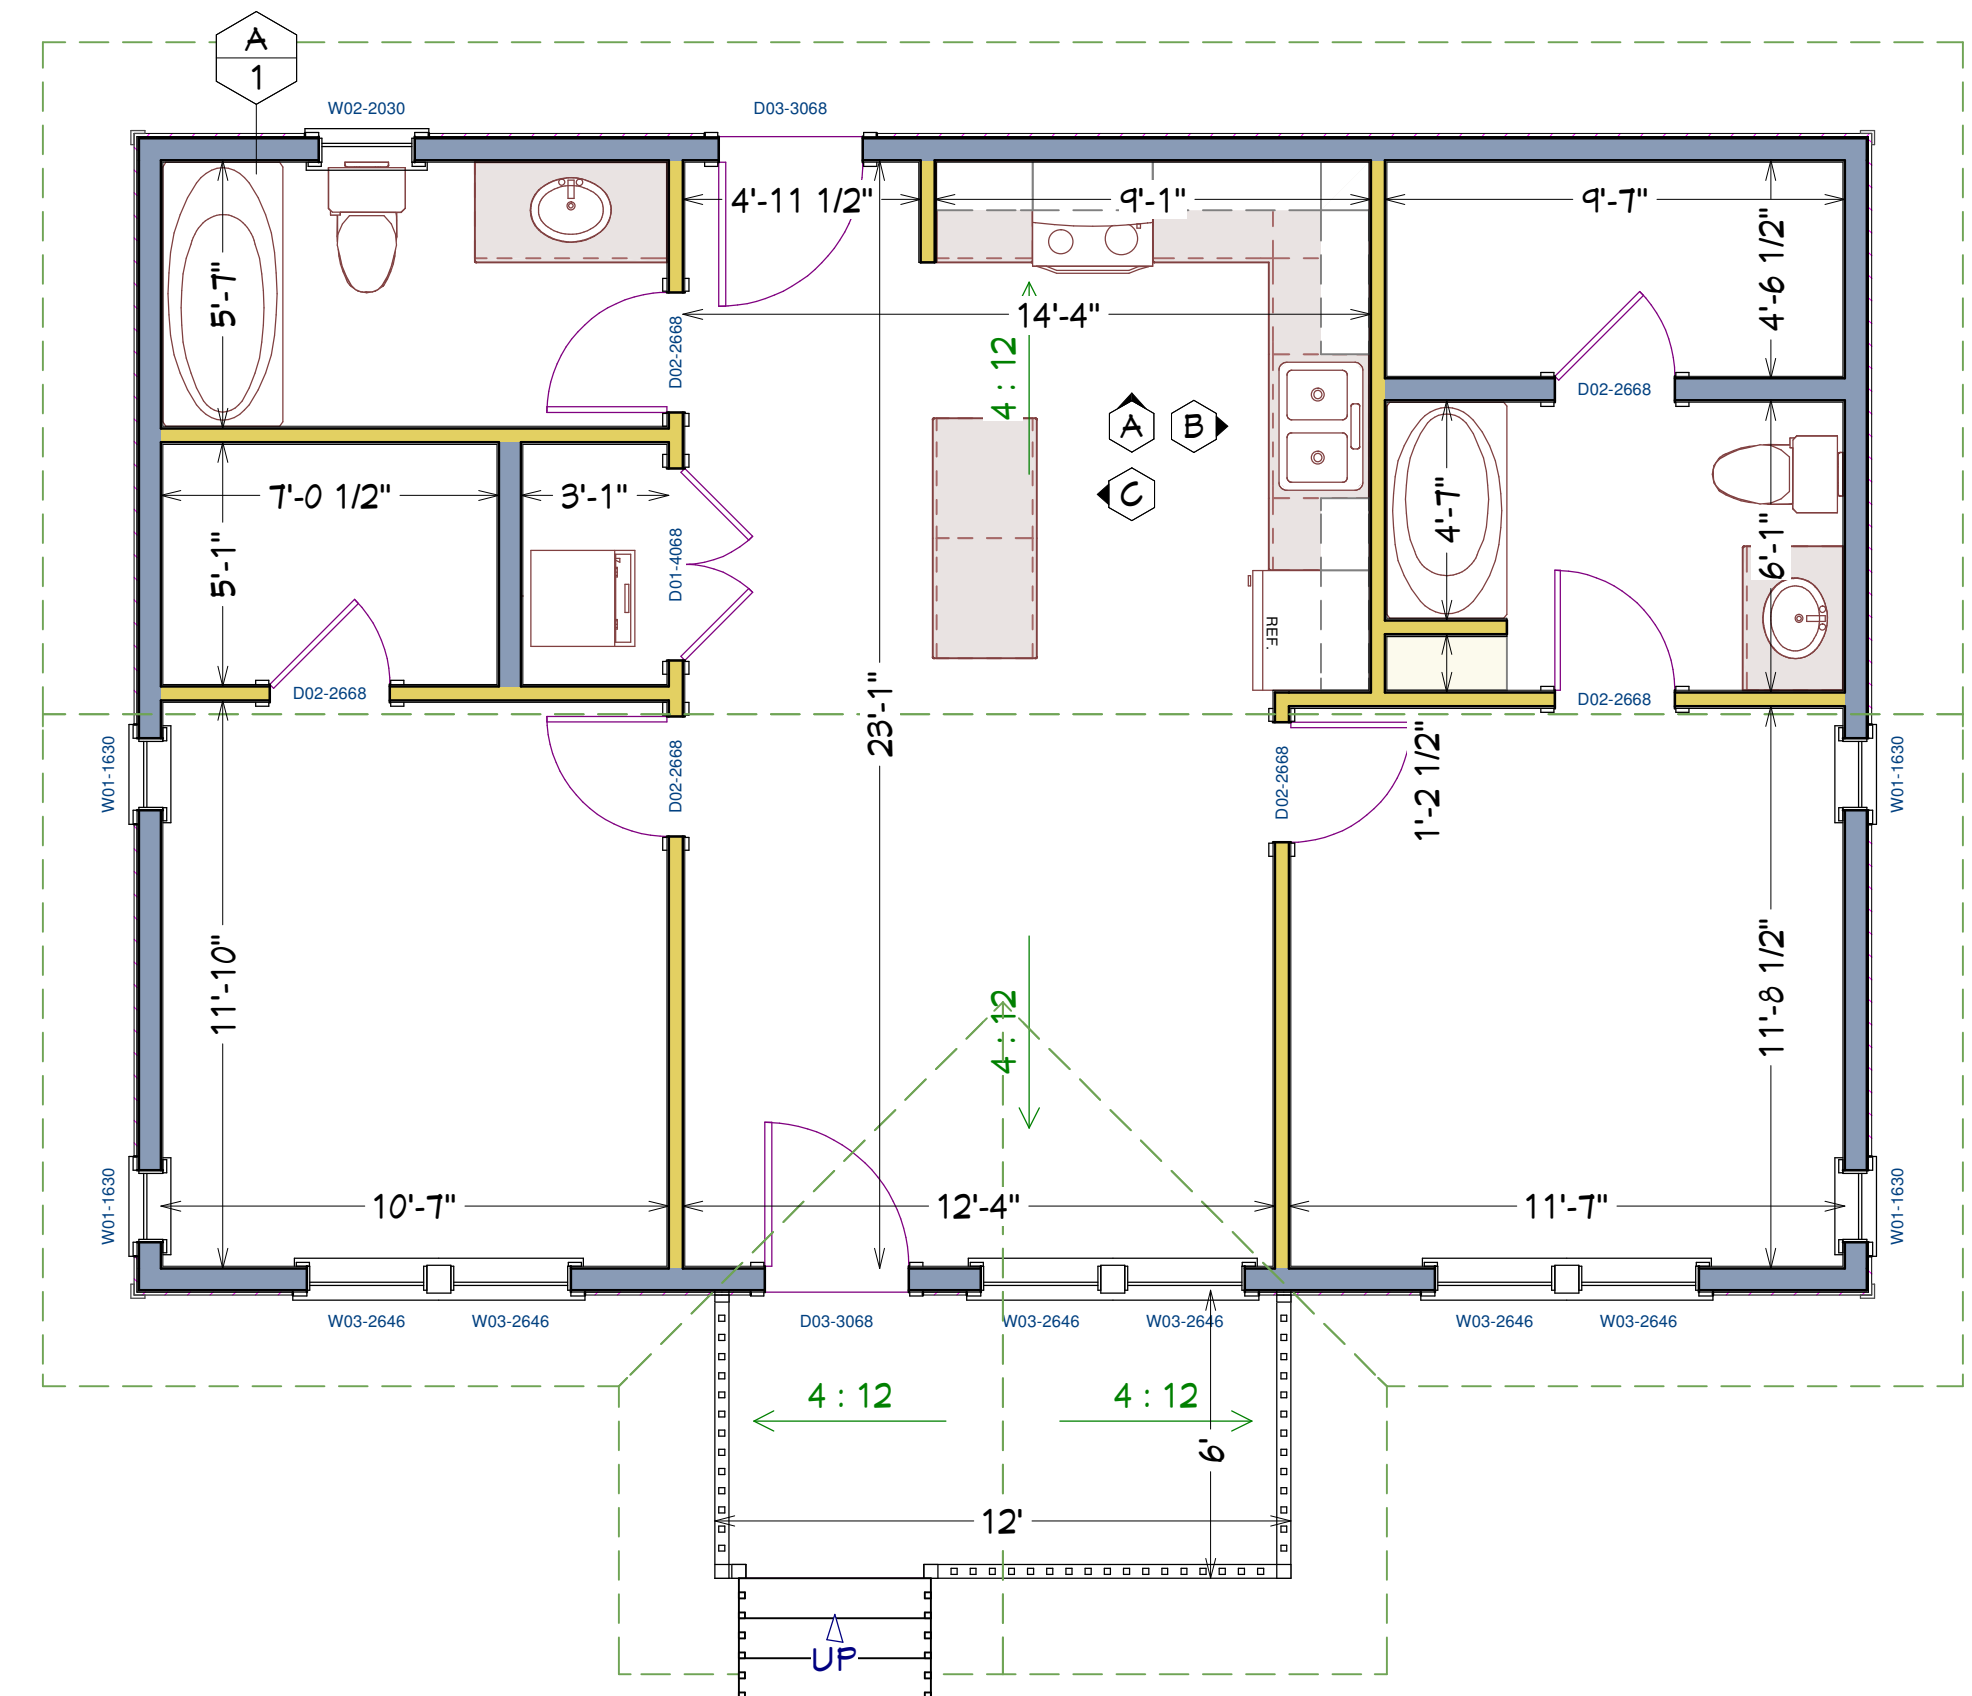 A
1
W02-2030
D03-3068
4'-11 1/2"
9'-1"
9'-7"
5'-7"
4'-6 1/2"
14'-4"
D02-2668
4 : 12
D02-2668
A
B
C
7'-0 1/2"
3'-1"
4'-7"
5'-1"
D01-4068
6'-1"
REF.
D02-2668
D02-2668
23'-1"
W01-1630
D02-2668
D02-2668
1'-2 1/2"
W01-1630
11'-10"
4 : 12
11'-8 1/2"
W01-1630
10'-7"
12'-4"
11'-7"
W01-1630
W03-2646
W03-2646
D03-3068
W03-2646
W03-2646
W03-2646
W03-2646
4 : 12
4 : 12
6'
12'
UP